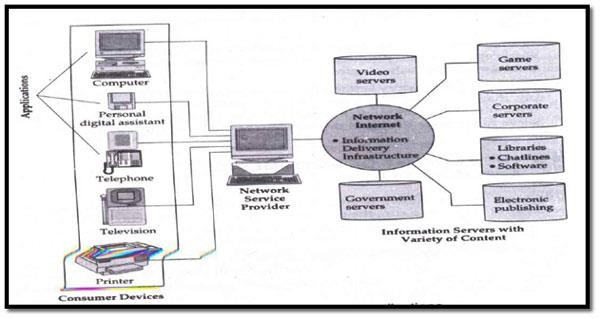 Applications
Computer
Personal
digital assistant
Telephone
Television
Printer
Consumer Devices
Network
Service
Provider
Video
servers
Network
Internet
• Information
Delivery
Infrastructure
Government
servers
Game
servers
Corporate
servers
Libraries
• Chatlines
• Software
Electronic
publishing
Information Servers with
Variety of Content